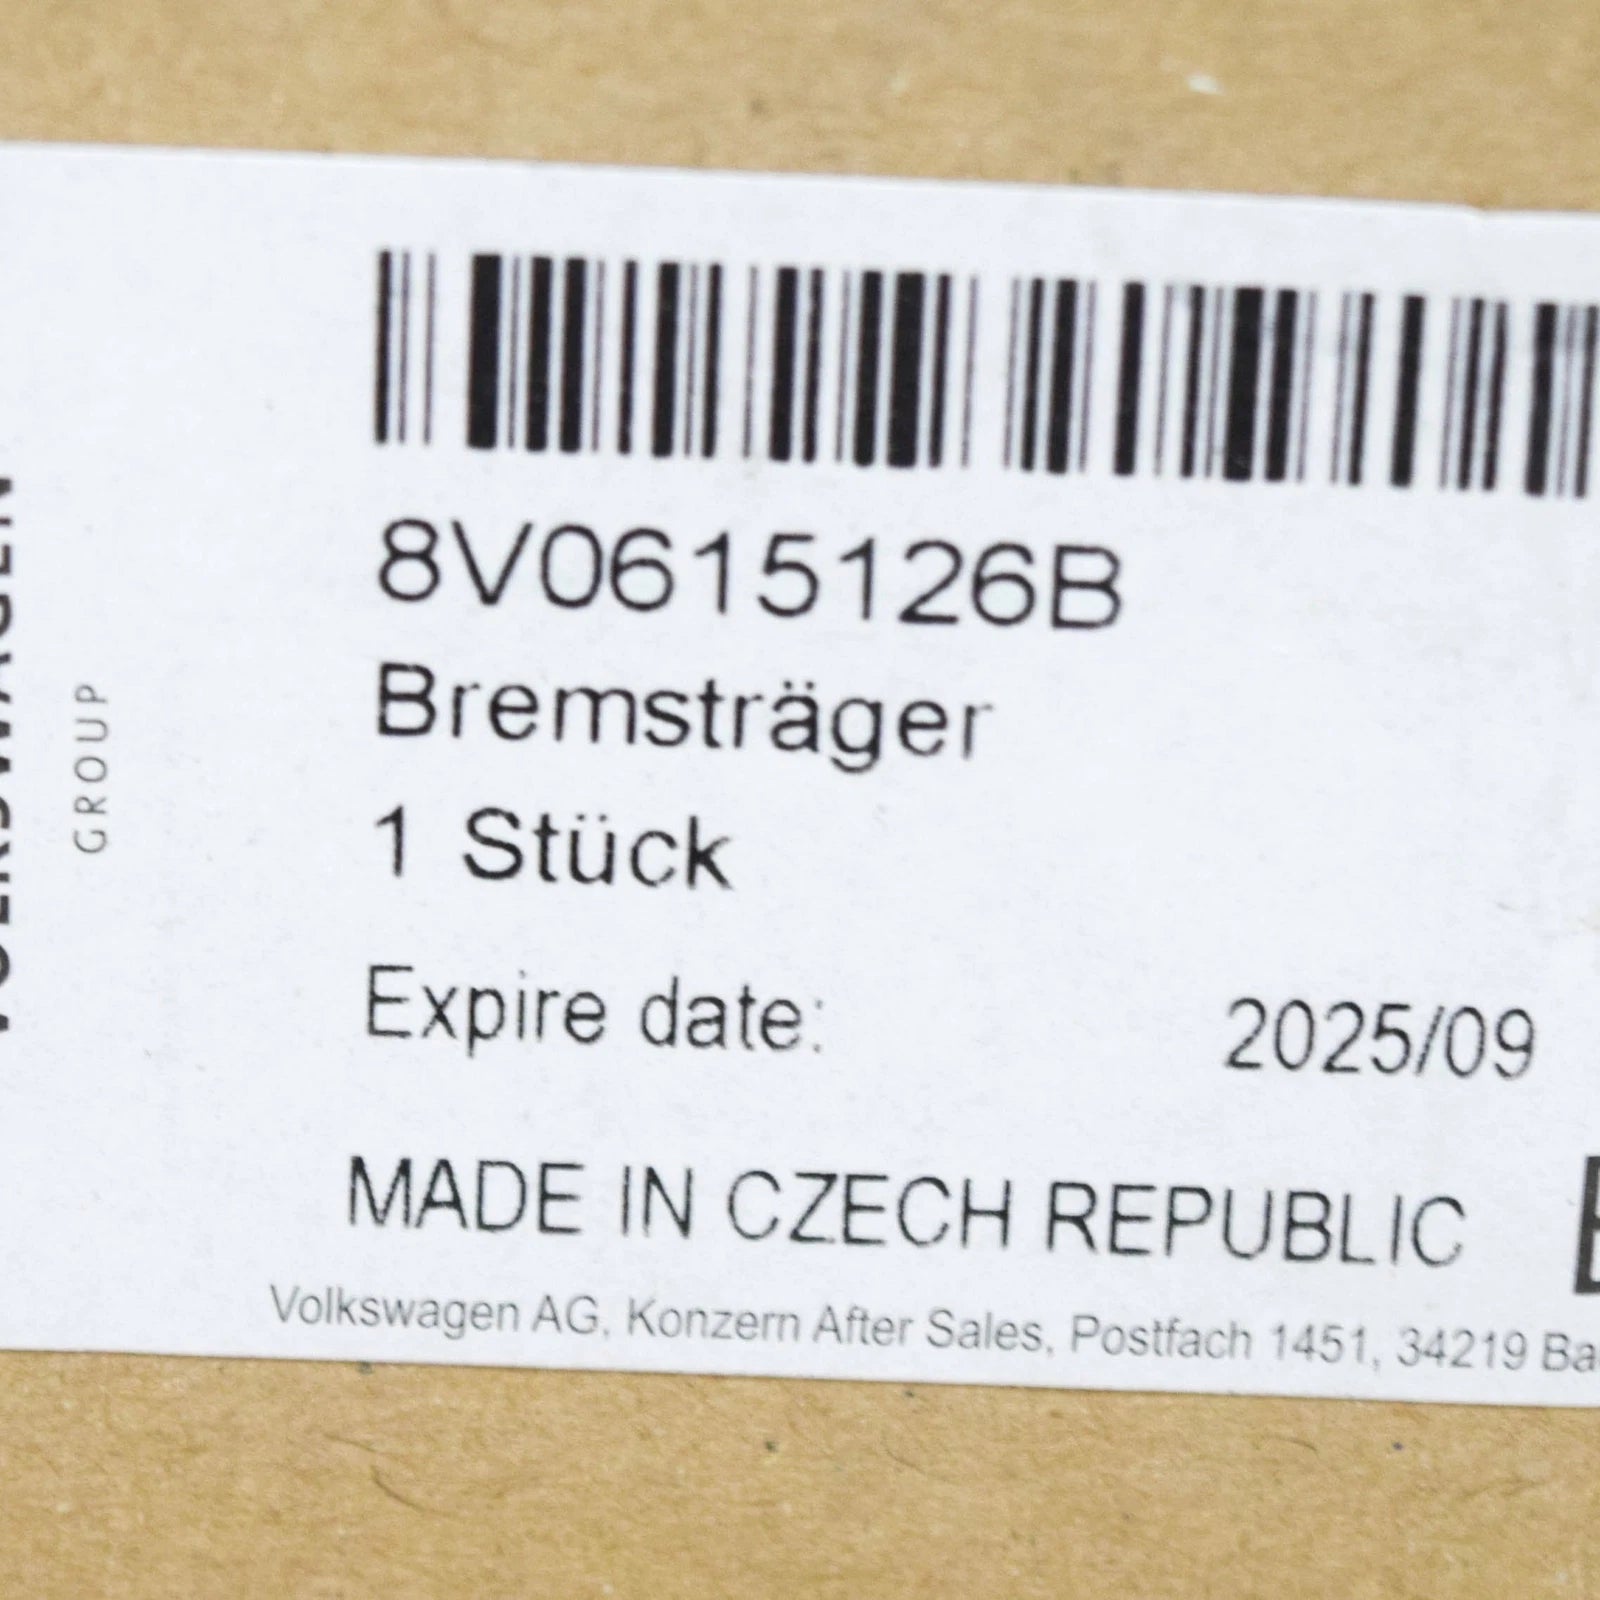 VOLKSWAGEN
GROUP
8V0615126B
Bremsträger
1 Stück
Expire date: 2025/09
MADE IN CZECH REPUBLIC
Volkswagen AG, Konzern After Sales, Postfach 1451, 34219